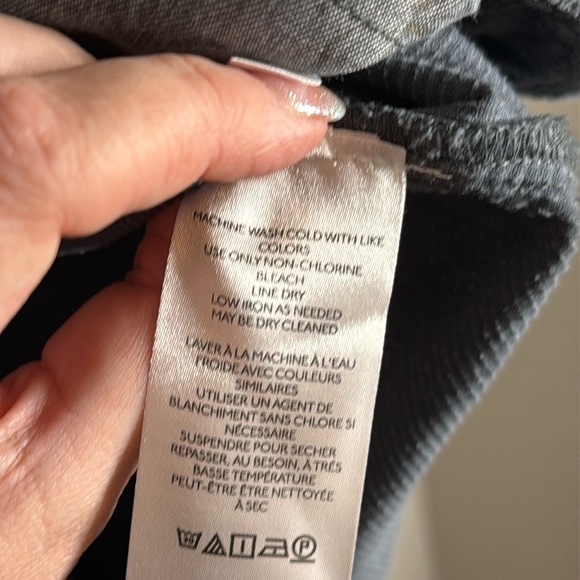 MACHINE WASH COLD WITH LIKE
COLORS
USE ONLY NON-CHLORINE
BLEACH
LINE DRY
LOW IRON AS NEEDED
MAY BE DRY CLEANED
LAVER À LA MACHINE À L'EAU
FROIDE AVEC COULEURS
SIMILAIRES
UTILISER UN AGENT DE
BLANCHIMENT SANS CHLORE SI
NÉCESSAIRE
SUSPENDRE POUR SECHER
REPASSER, AU BESOIN, À TRÉS
BASSE TEMPÉRATURE
PEUT-ÊTRE ÊTRE NETTOYÉE
À SEC
P